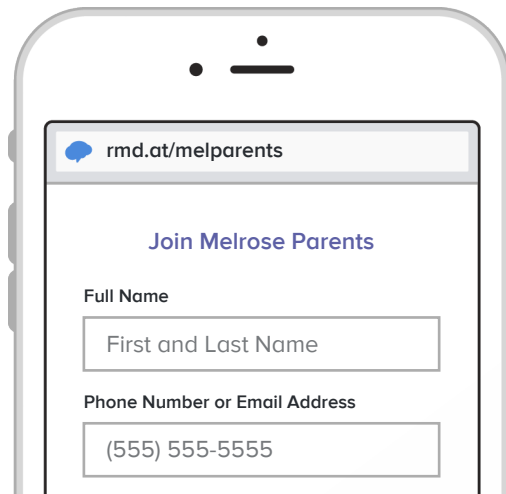 rmd.at/melparents
Join Melrose Parents
Full Name
First and Last Name
Phone Number or Email Address
(555) 555-5555